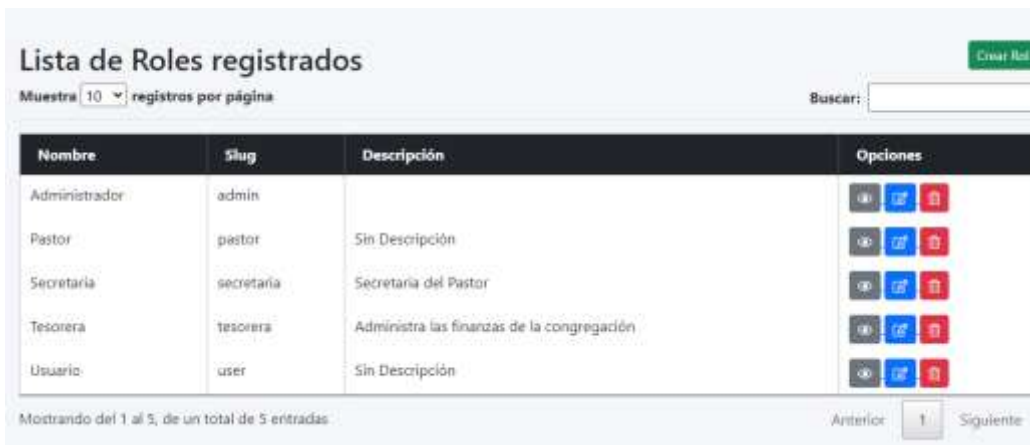 Lista de Roles registrados
Crear Rol
Muestra 10 registros por página
Buscar:
Nombre Slug Descripción Opciones
Administrador admin
Pastor pastor Sin Descripción
Secretaria secretaria Secretaria del Pastor
Tesorera tesorera Administra las finanzas de la congregación
Usuario user Sin Descripción
Mostrando del 1 al 5, de un total de 5 entradas
Anterior 1 Siguiente